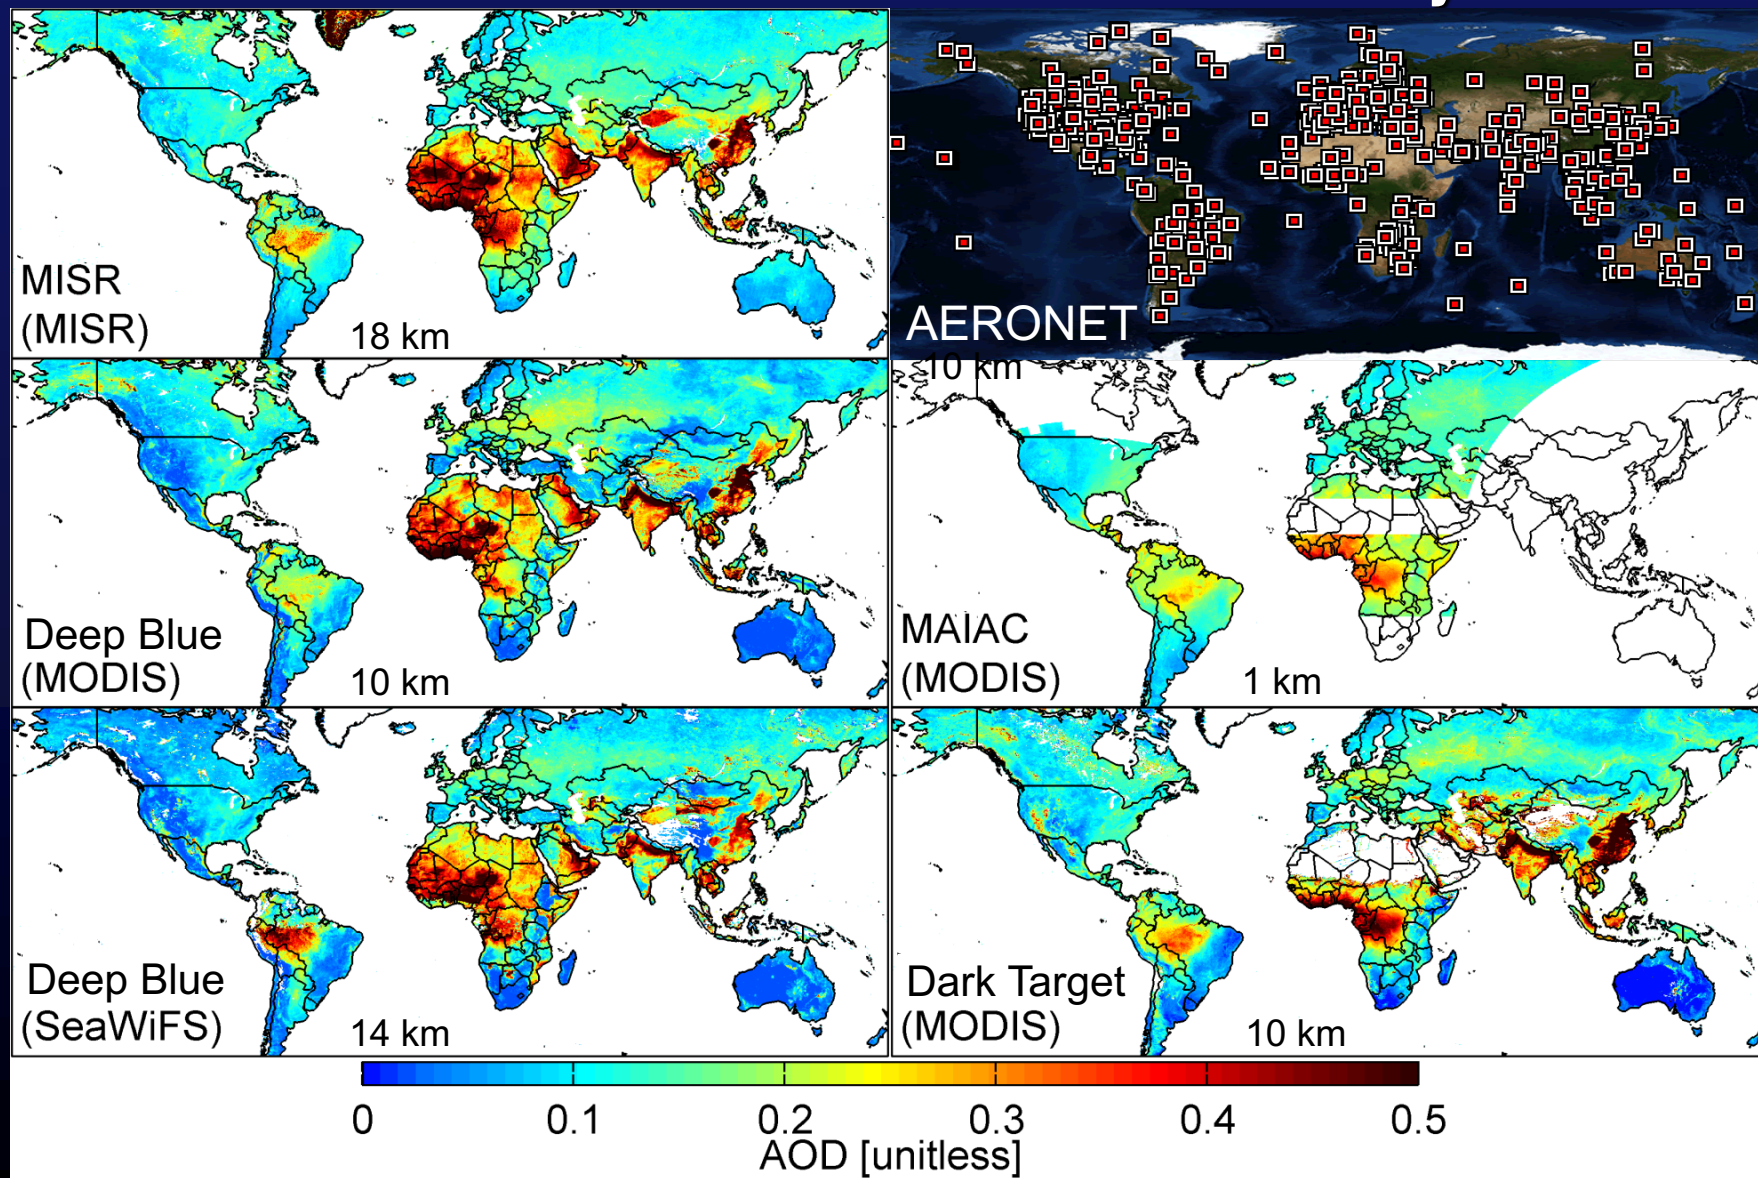 MISR
(MISR)
18 km
AERONET
10 km
Deep Blue
(MODIS)
10 km
MAIAC
(MODIS)
1 km
Deep Blue
(SeaWiFS)
14 km
Dark Target
(MODIS)
10 km
0 0.1 0.2 0.3 0.4 0.5
AOD [unitless]